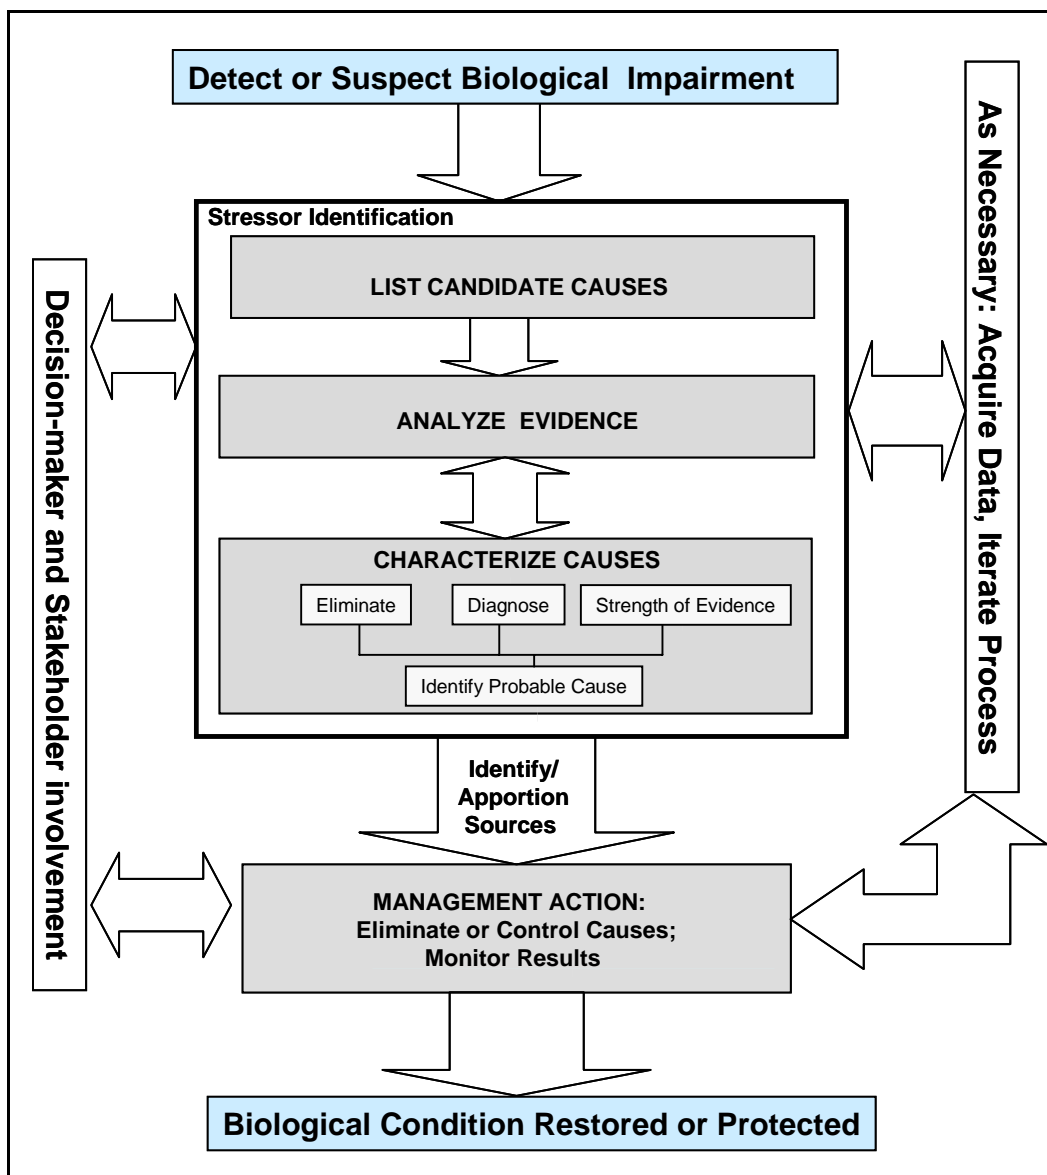 Detect or Suspect Biological Impairment
Stressor Identification
LIST CANDIDATE CAUSES
ANALYZE EVIDENCE
CHARACTERIZE CAUSES
Eliminate
Diagnose
Strength of Evidence
Identify Probable Cause
Identify/
Apportion
Sources
MANAGEMENT ACTION:
Eliminate or Control Causes;
Monitor Results
Biological Condition Restored or Protected
Decision-maker and Stakeholder involvement
As Necessary: Acquire Data, Iterate Process